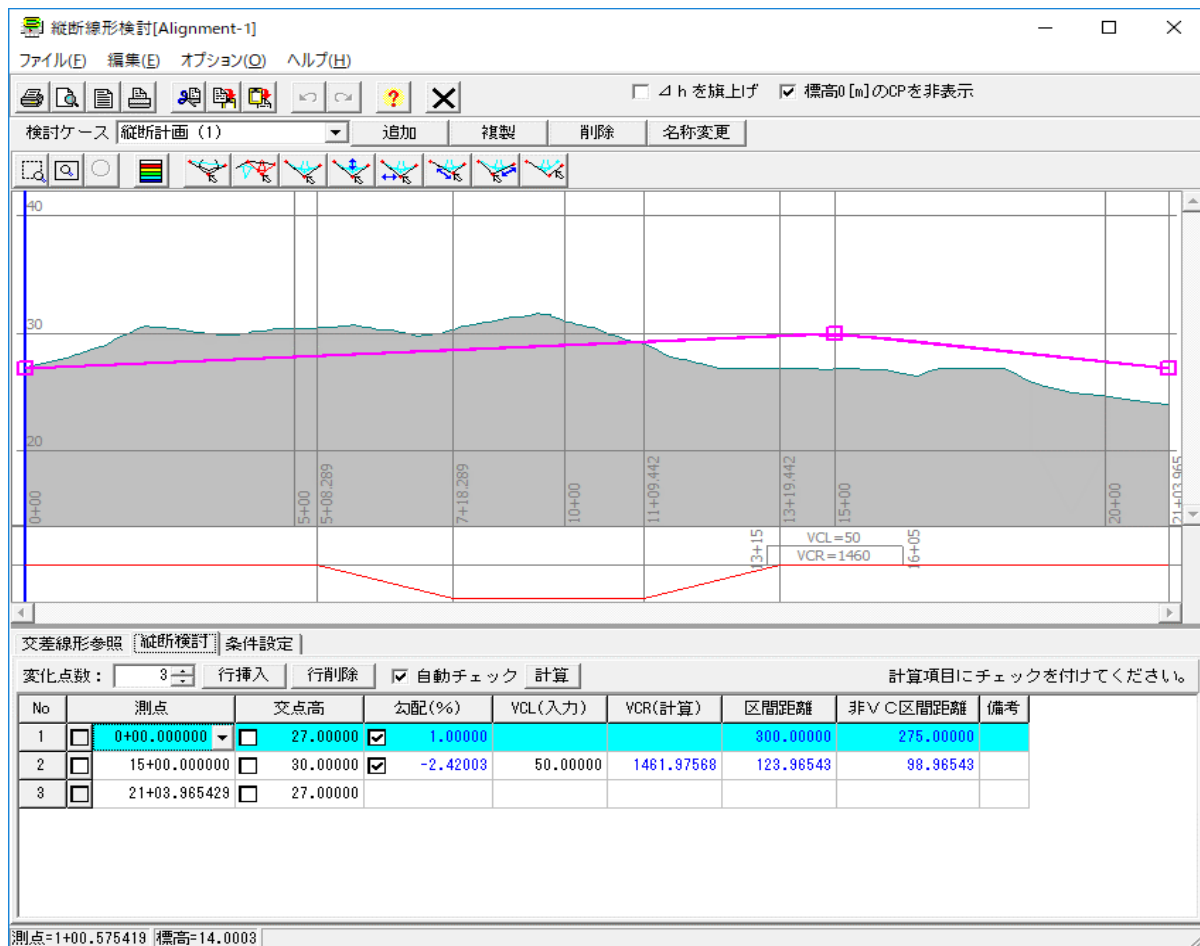 縦断線形検討[Alignment-1]
ファイル(F) 編集(E) オプション(O) ヘルプ(H)
⊿hを旗上げ 標高0[m]のCPを非表示
検討ケース 縦断計画 (1) 追加 複製 削除 名称変更
40
30
20
0+00 5+00 5+08.289 7+18.289 10+00 11+09.442 13+19.442 15+00 20+00 21+03.965
13+15 VCL=50 16+05
VCR=1460
交差線形参照 縦断検討 条件設定
変化点数: 3 行挿入 行削除 自動チェック 計算 計算項目にチェックを付けてください。
No 測点 交点高 勾配(%) VCL(入力) VCR(計算) 区間距離 非VC区間距離 備考
1 0+00.000000 27.00000 1.00000 300.00000 275.00000
2 15+00.000000 30.00000 -2.42003 50.00000 1461.97568 123.96543 98.96543
3 21+03.965429 27.00000
測点=1+00.575419 標高=14.0003